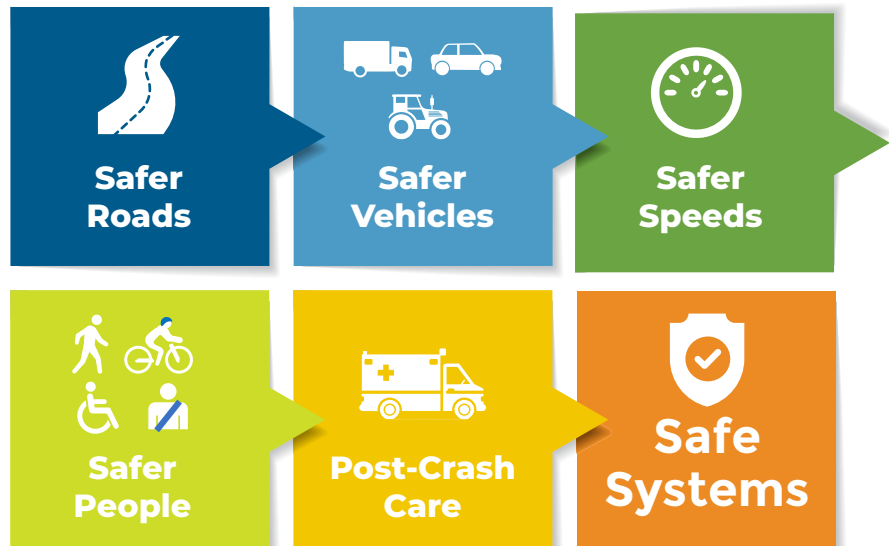 Safer
Roads
Safer
Vehicles
Safer
Speeds
Safer
People
Post-Crash
Care
Safe
Systems